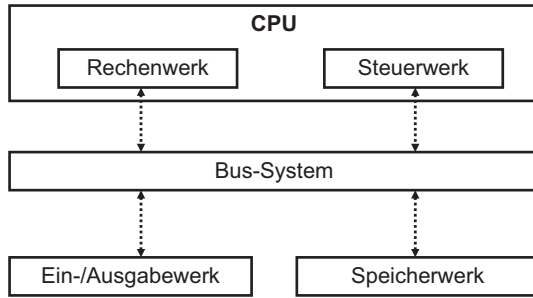 CPU
Rechenwerk Steuerwerk
Bus-System
Ein-/Ausgabewerk Speicherwerk